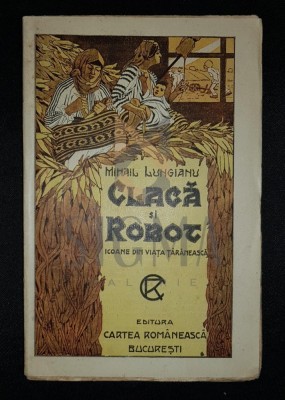 MIHAIL LUNGIANU
CLACĂ
și
ROBOT
ICOANE DIN VIAȚA ȚĂRĂNEASCĂ
CR
EDITURA
CARTEA ROMÂNEASCĂ
BUCUREȘTI